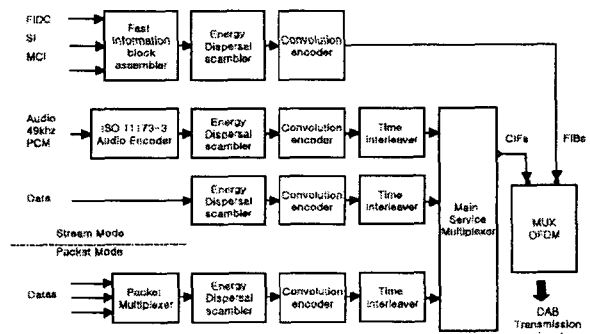 FIDC
SI
MCI
Fast
Information
block
assembler
Energy
Dispersal
scambler
Convolution
encoder
Audio
49khz
PCM
ISO 11173-3
Audio Encoder
Energy
Dispersal
scambler
Convolution
encoder
Time
Interleaver
CIFs
FIBs
Data
Energy
Dispersal
scambler
Convolution
encoder
Time
Interleaver
Main
Service
Multiplexer
MUX
OFDM
Stream Mode
Packet Mode
Datas
Packet
Multiplexer
Energy
Dispersal
scambler
Convolution
encoder
Time
Interleaver
DAB
Transmission